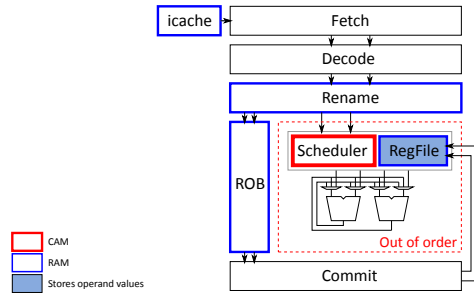 icache
Fetch
Decode
Rename
Scheduler
RegFile
ROB
Out of order
Commit
CAM
RAM
Stores operand values